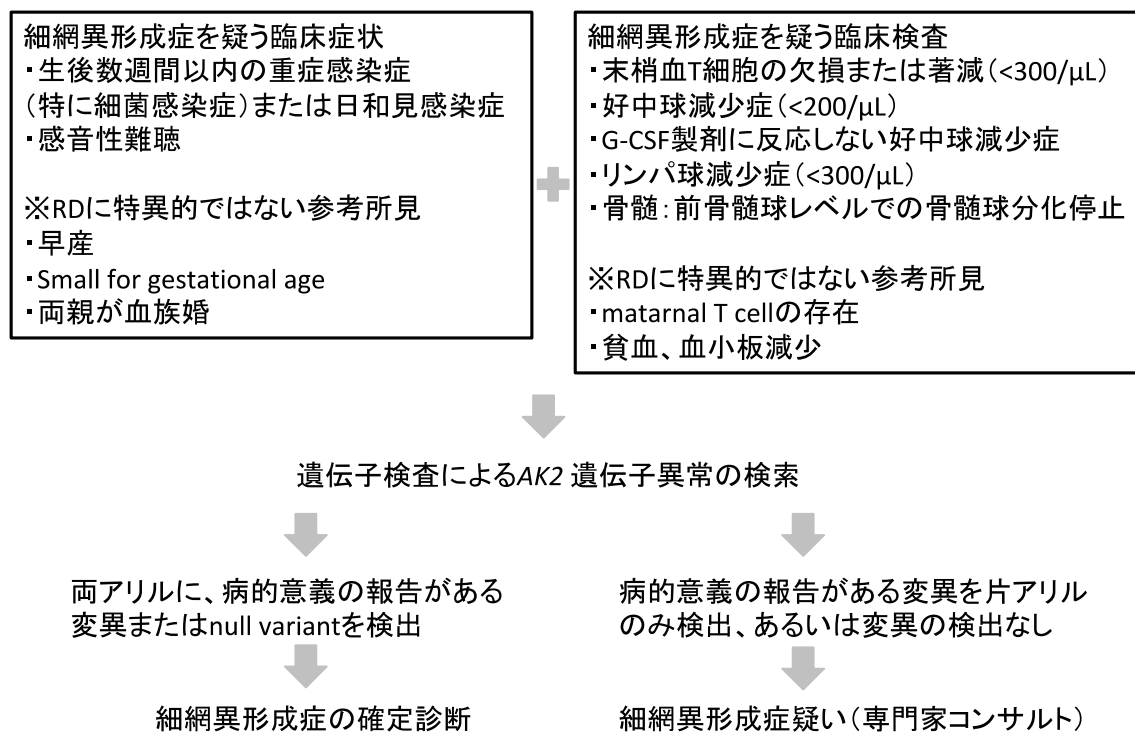 細網異形成症を疑う臨床症状
・生後数週間以内の重症感染症
(特に細菌感染症)または日和見感染症
・感音性難聴
※RDに特異的ではない参考所見
・早産
・Small for gestational age
・両親が血族婚
細網異形成症を疑う臨床検査
・末梢血T細胞の欠損または著減(<300/μL)
・好中球減少症(<200/μL)
・G-CSF製剤に反応しない好中球減少症
・リンパ球減少症(<300/μL)
・骨髄：前骨髄球レベルでの骨髄球分化停止
※RDに特異的ではない参考所見
・matarnal T cellの存在
・貧血、血小板減少
遺伝子検査によるAK2 遺伝子異常の検索
両アリルに、病的意義の報告がある
変異またはnull variantを検出
細網異形成症の確定診断
病的意義の報告がある変異を片アリル
のみ検出、あるいは変異の検出なし
細網異形成症疑い(専門家コンサルト)